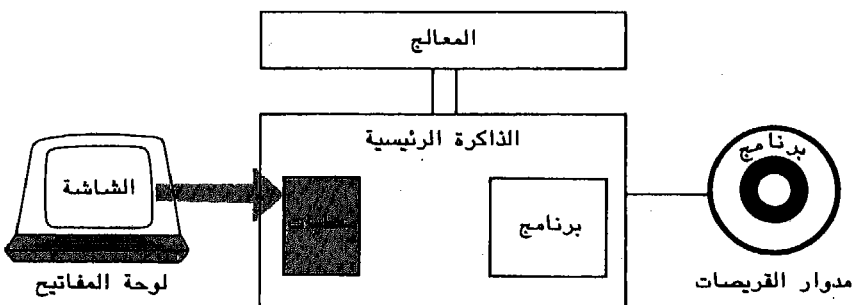 المعالج
الذاكرة الرئيسية
برنامج
الشاشة
برنامج
لوحة المفاتيح
مدوار القريصات